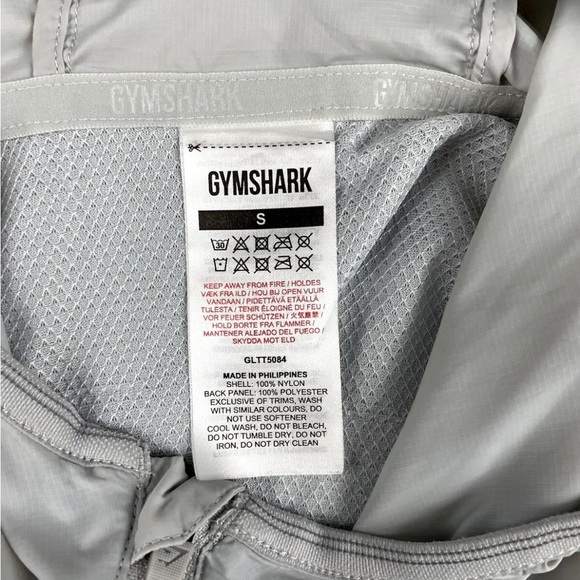 GYMSHARK GYMSHARK
GYMSHARK
S
30
KEEP AWAY FROM FIRE / HOLDES
VÆK FRA ILD / HOU BIJ OPEN VUUR
VANDAAN / PIDETTÄVÄ ETÄÄLLÄ
TULESTA / TENIR ÉLOIGNÉ DU FEU /
VOR FEUER SCHÜTZEN / 火気厳禁 /
HOLD BORTE FRA FLAMMER /
MANTENER ALEJADO DEL FUEGO /
SKYDDA MOT ELD
GLTT5084
MADE IN PHILIPPINES
SHELL: 100% NYLON
BACK PANEL: 100% POLYESTER
EXCLUSIVE OF TRIMS, WASH
WITH SIMILAR COLOURS, DO
NOT USE SOFTENER
COOL WASH, DO NOT BLEACH,
DO NOT TUMBLE DRY, DO NOT
IRON, DO NOT DRY CLEAN